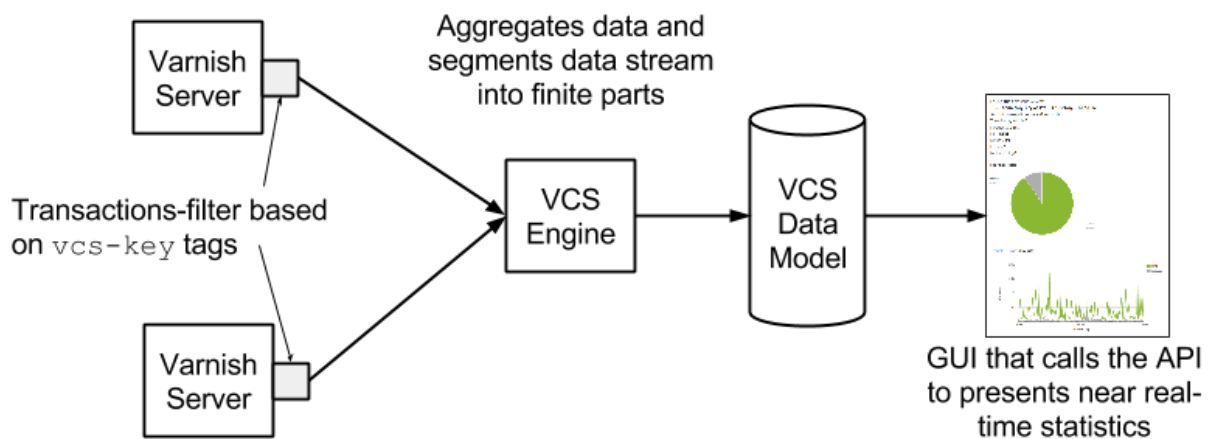 Varnish
Server
Aggregates data and
segments data stream
into finite parts
Transactions-filter based
on vcs-key tags
VCS
Engine
VCS
Data
Model
Varnish
Server
GUI that calls the API
to presents near real-
time statistics